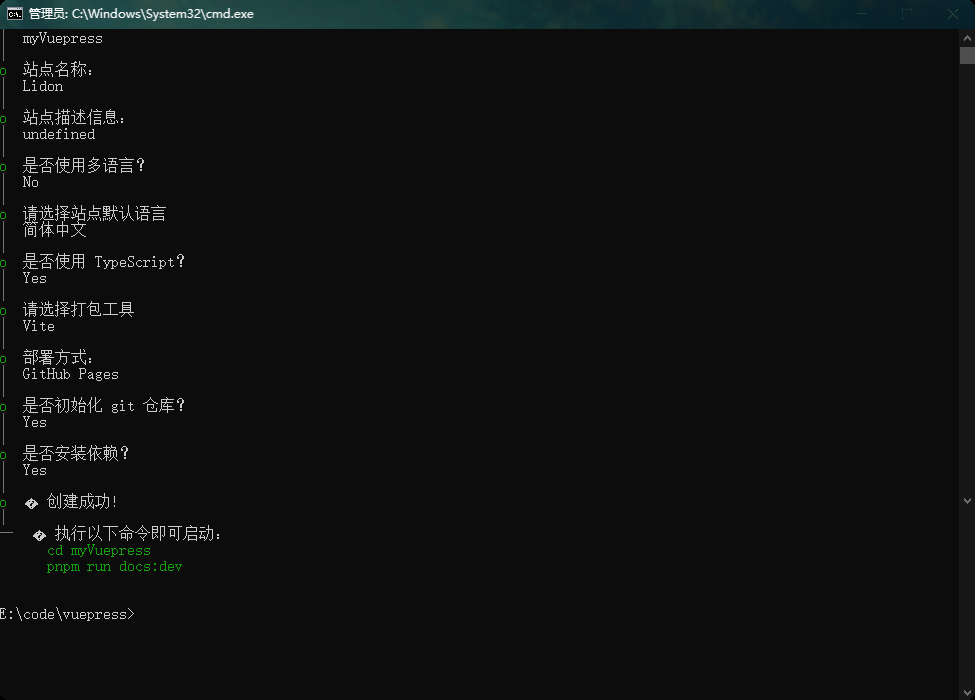 管理员: C:\Windows\System32\cmd.exe
myVuepress
站点名称:
Lidon
站点描述信息:
undefined
是否使用多语言?
No
请选择站点默认语言
简体中文
是否使用 TypeScript?
Yes
请选择打包工具
Vite
部署方式:
GitHub Pages
是否初始化 git 仓库?
Yes
是否安装依赖?
Yes
� 创建成功!
� 执行以下命令即可启动:
cd myVuepress
pnpm run docs:dev
E:\code\vuepress>